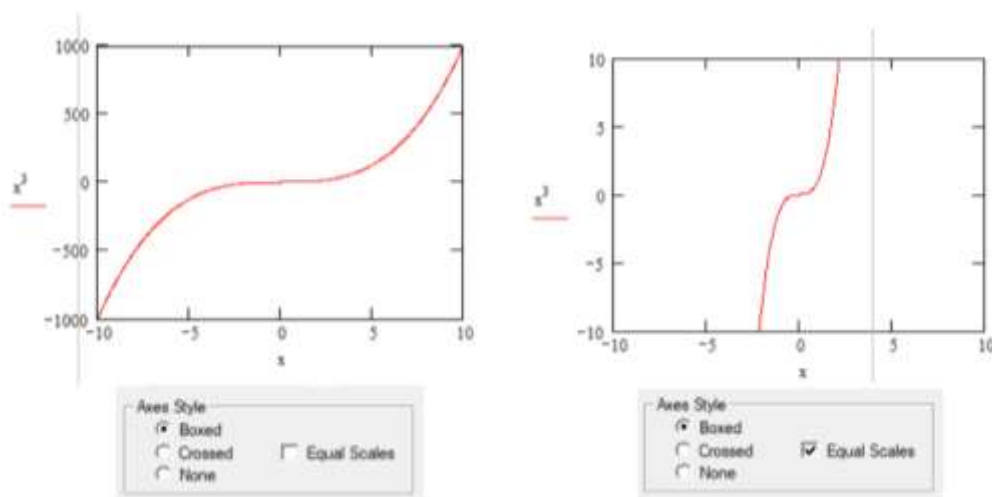 1000
500
0
−500
−1000
−10
−5
0
5
10
x³
x
Axes Style
Boxed
Crossed
None
Equal Scales
10
5
0
−5
−10
−10
−5
0
5
10
x³
x
Axes Style
Boxed
Crossed
None
Equal Scales